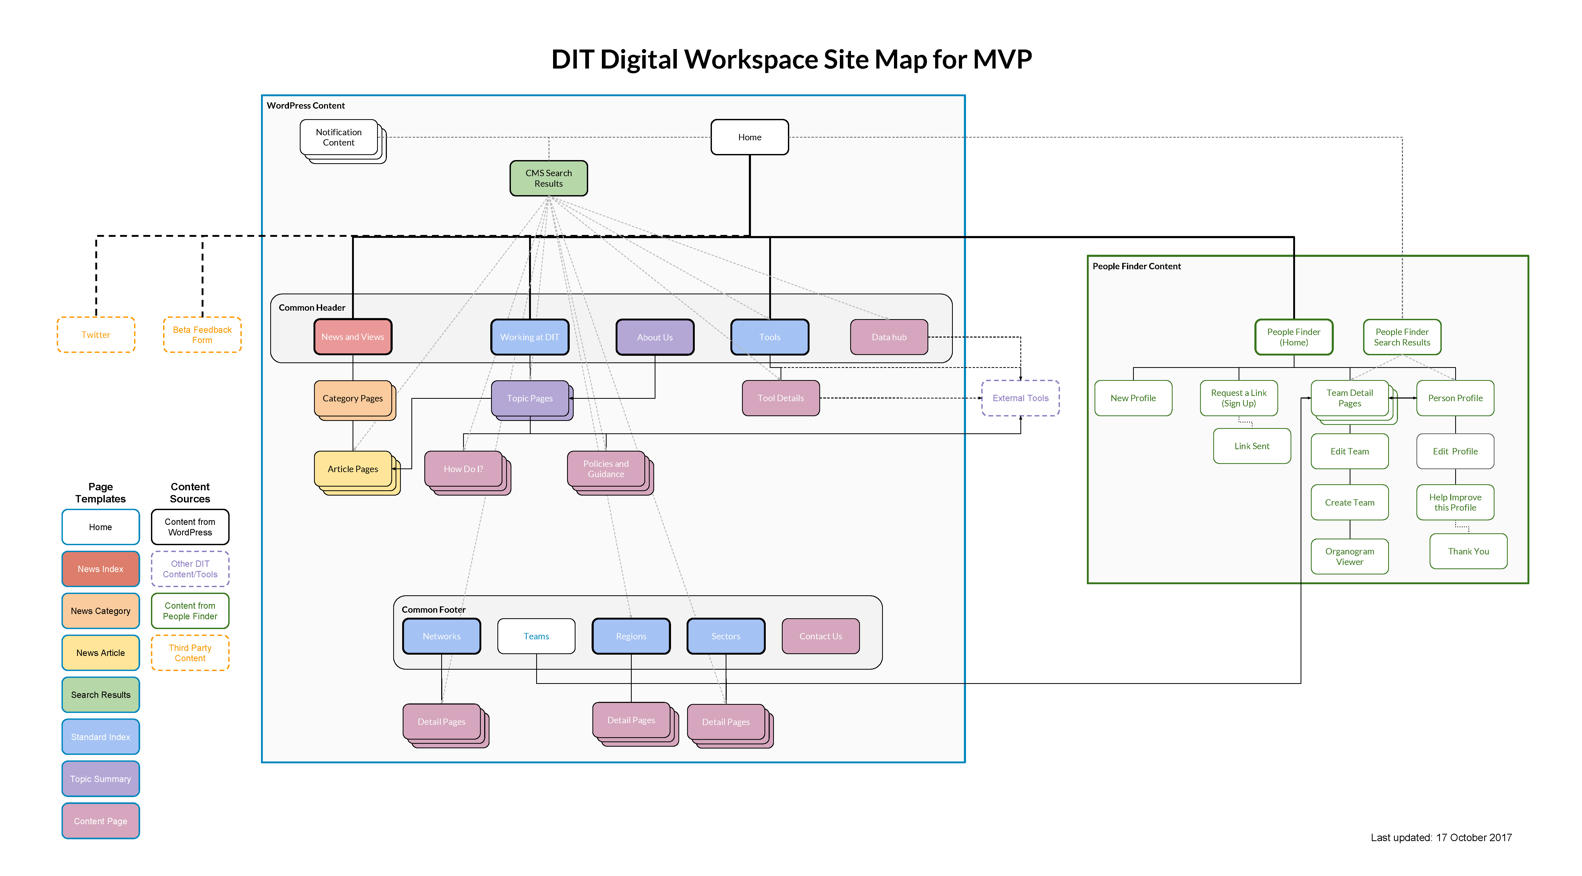 DIT Digital Workspace Site Map for MVP
WordPress Content
Notification
Content
Home
CMS Search
Results
People Finder Content
Common Header
Twitter
Beta Feedback
Form
News and Views
Working at DIT
About Us
Tools
Data hub
People Finder
(Home)
People Finder
Search Results
Category Pages
Topic Pages
Tool Details
External Tools
New Profile
Request a Link
(Sign Up)
Team Detail
Pages
Person Profile
Link Sent
Edit Team
Edit Profile
Article Pages
How Do I?
Policies and
Guidance
Create Team
Help Improve
this Profile
Organogram
Viewer
Thank You
Page
Templates
Content
Sources
Home
Content from
WordPress
News Index
Other DIT
Content/Tools
News Category
Content from
People Finder
News Article
Third Party
Content
Search Results
Standard Index
Topic Summary
Content Page
Common Footer
Networks
Teams
Regions
Sectors
Contact Us
Detail Pages
Detail Pages
Detail Pages
Last updated: 17 October 2017